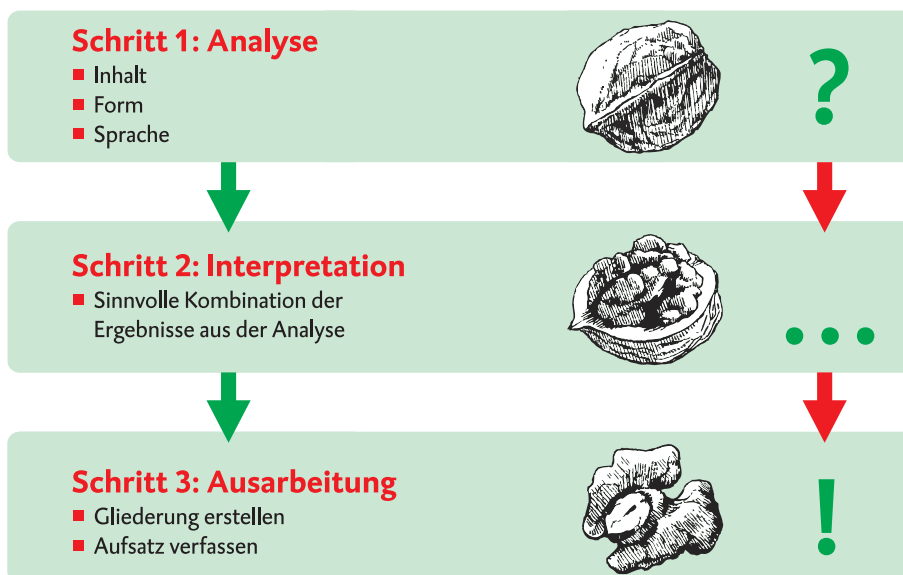 Schritt 1: Analyse
Inhalt
Form
Sprache
?
Schritt 2: Interpretation
Sinnvolle Kombination der
Ergebnisse aus der Analyse
...
Schritt 3: Ausarbeitung
Gliederung erstellen
Aufsatz verfassen
!